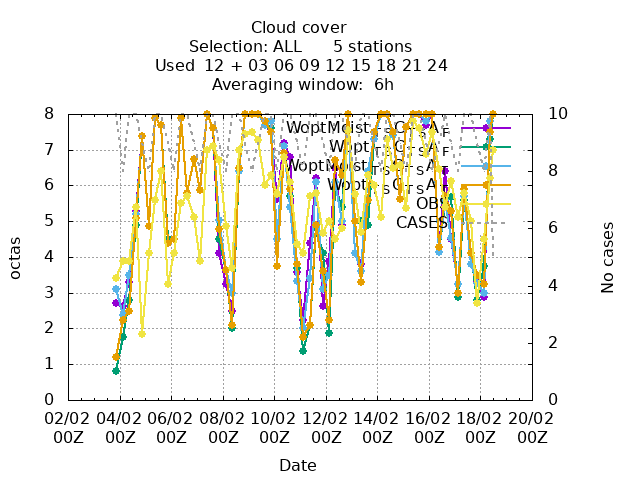 Cloud cover
Selection: ALL 5 stations
Used 12 + 03 06 09 12 15 18 21 24
Averaging window: 6h
octas
No cases
8
7
6
5
4
3
2
1
0
10
8
6
4
2
0
OBS
CASES
02/02 04/02 06/02 08/02 10/02 12/02 14/02 16/02 18/02 20/02
00Z 00Z 00Z 00Z 00Z 00Z 00Z 00Z 00Z 00Z
Date